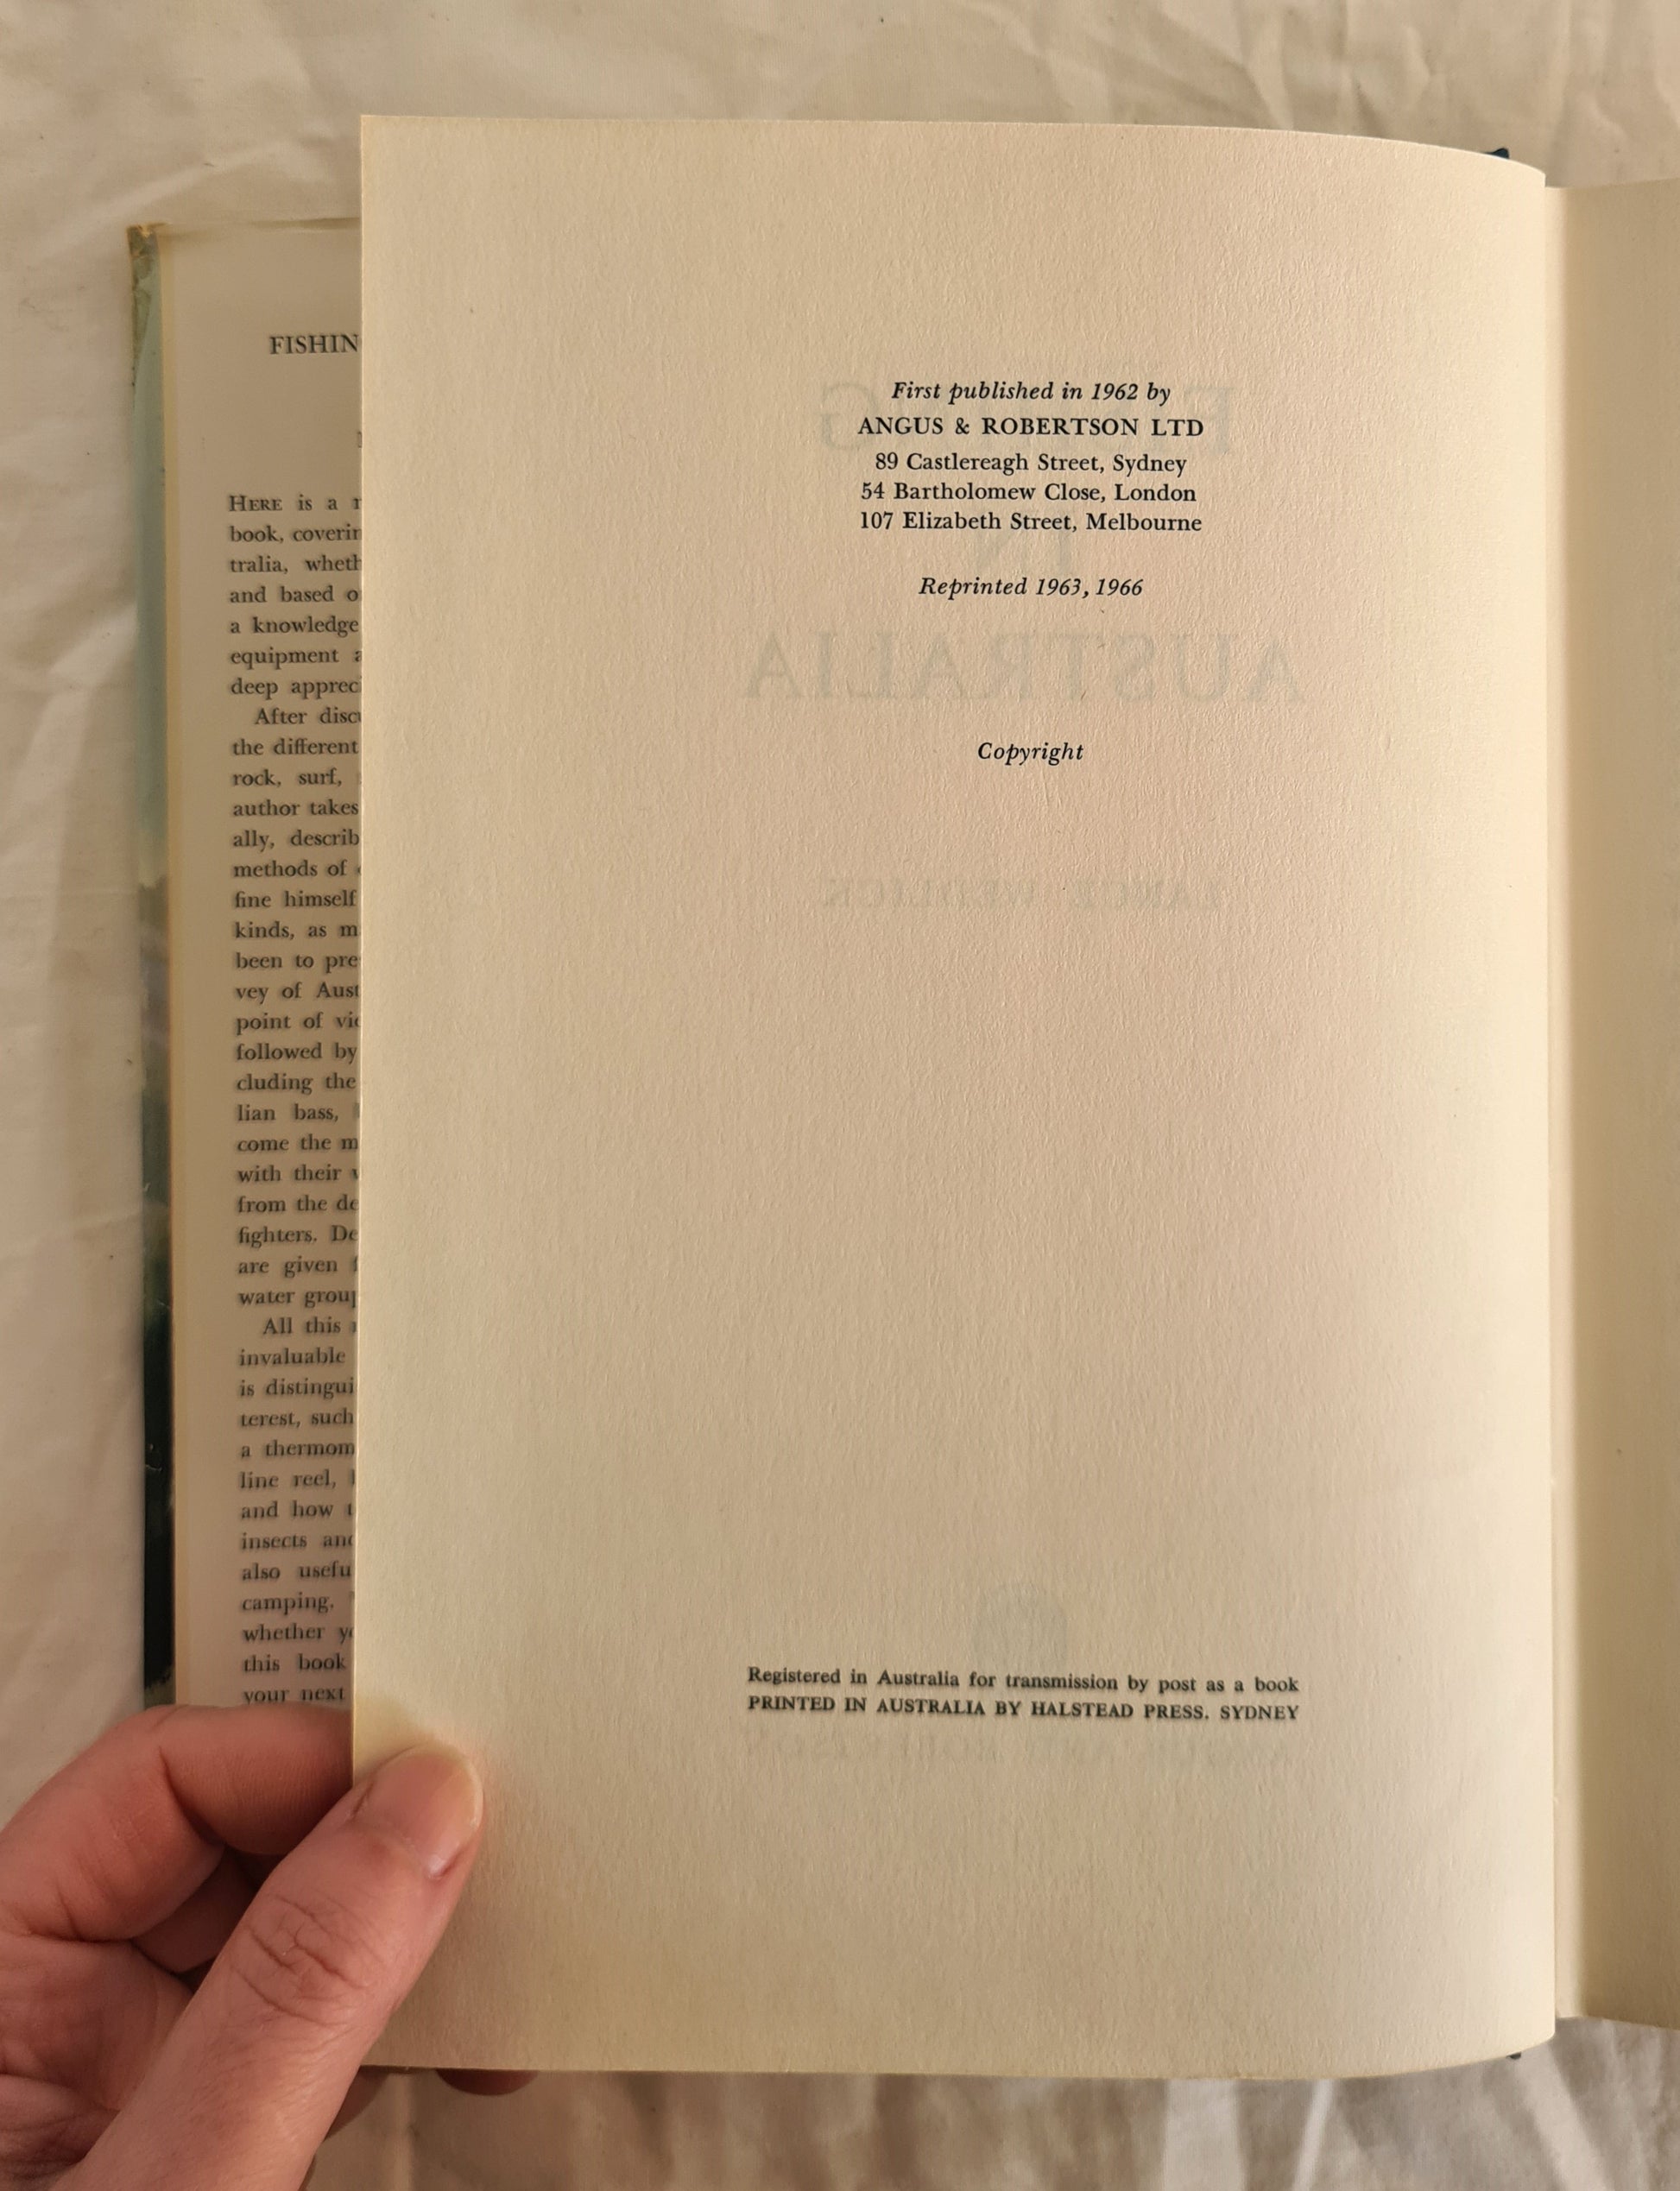 FISHIN
HERE is a
book, coverin
tralia, wheth
and based o
a knowledge
equipment a
deep appreci
After disc
the different
rock, surf,
author takes
ally, describ
methods of
fine himself
kinds, as m
been to pre
vey of Aust
point of vi
followed by
cluding the
lian bass,
come the m
with their
from the de
fighters. De
are given
water grou
All this
invaluable
is distingui
terest, such
a thermom
line reel,
and how t
insects an
also usefu
camping.
whether y
this book
your next
First published in 1962 by
ANGUS & ROBERTSON LTD
89 Castlereagh Street, Sydney
54 Bartholomew Close, London
107 Elizabeth Street, Melbourne
Reprinted 1963, 1966
AUSTRALIA
Copyright
Registered in Australia for transmission by post as a book
PRINTED IN AUSTRALIA BY HALSTEAD PRESS, SYDNEY